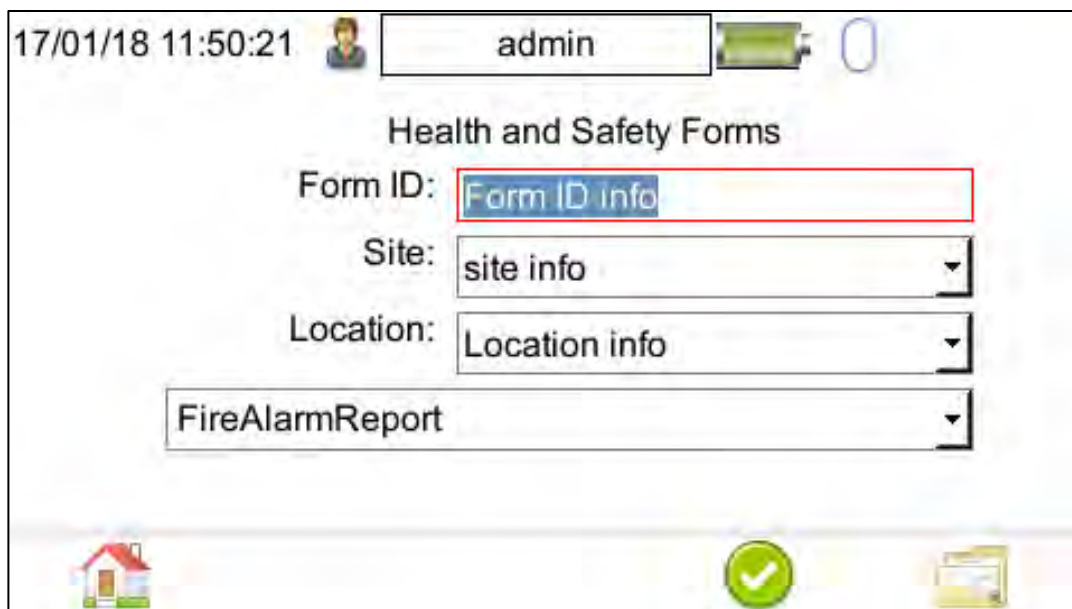 17/01/18 11:50:21 admin
Health and Safety Forms
Form ID: Form ID info
Site: site info
Location: Location info
FireAlarmReport